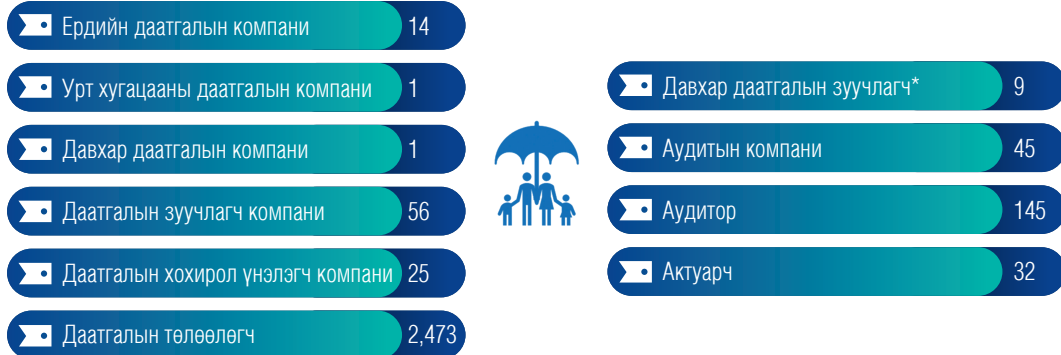 Ердийн даатгалын компани 14
Урт хугацааны даатгалын компани 1
Давхар даатгалын компани 1
Даатгалын зуучлагч компани 56
Даатгалын хохирол үнэлэгч компани 25
Даатгалын төлөөлөгч 2,473
Давхар даатгалын зуучлагч* 9
Аудитын компани 45
Аудитор 145
Актуарч 32